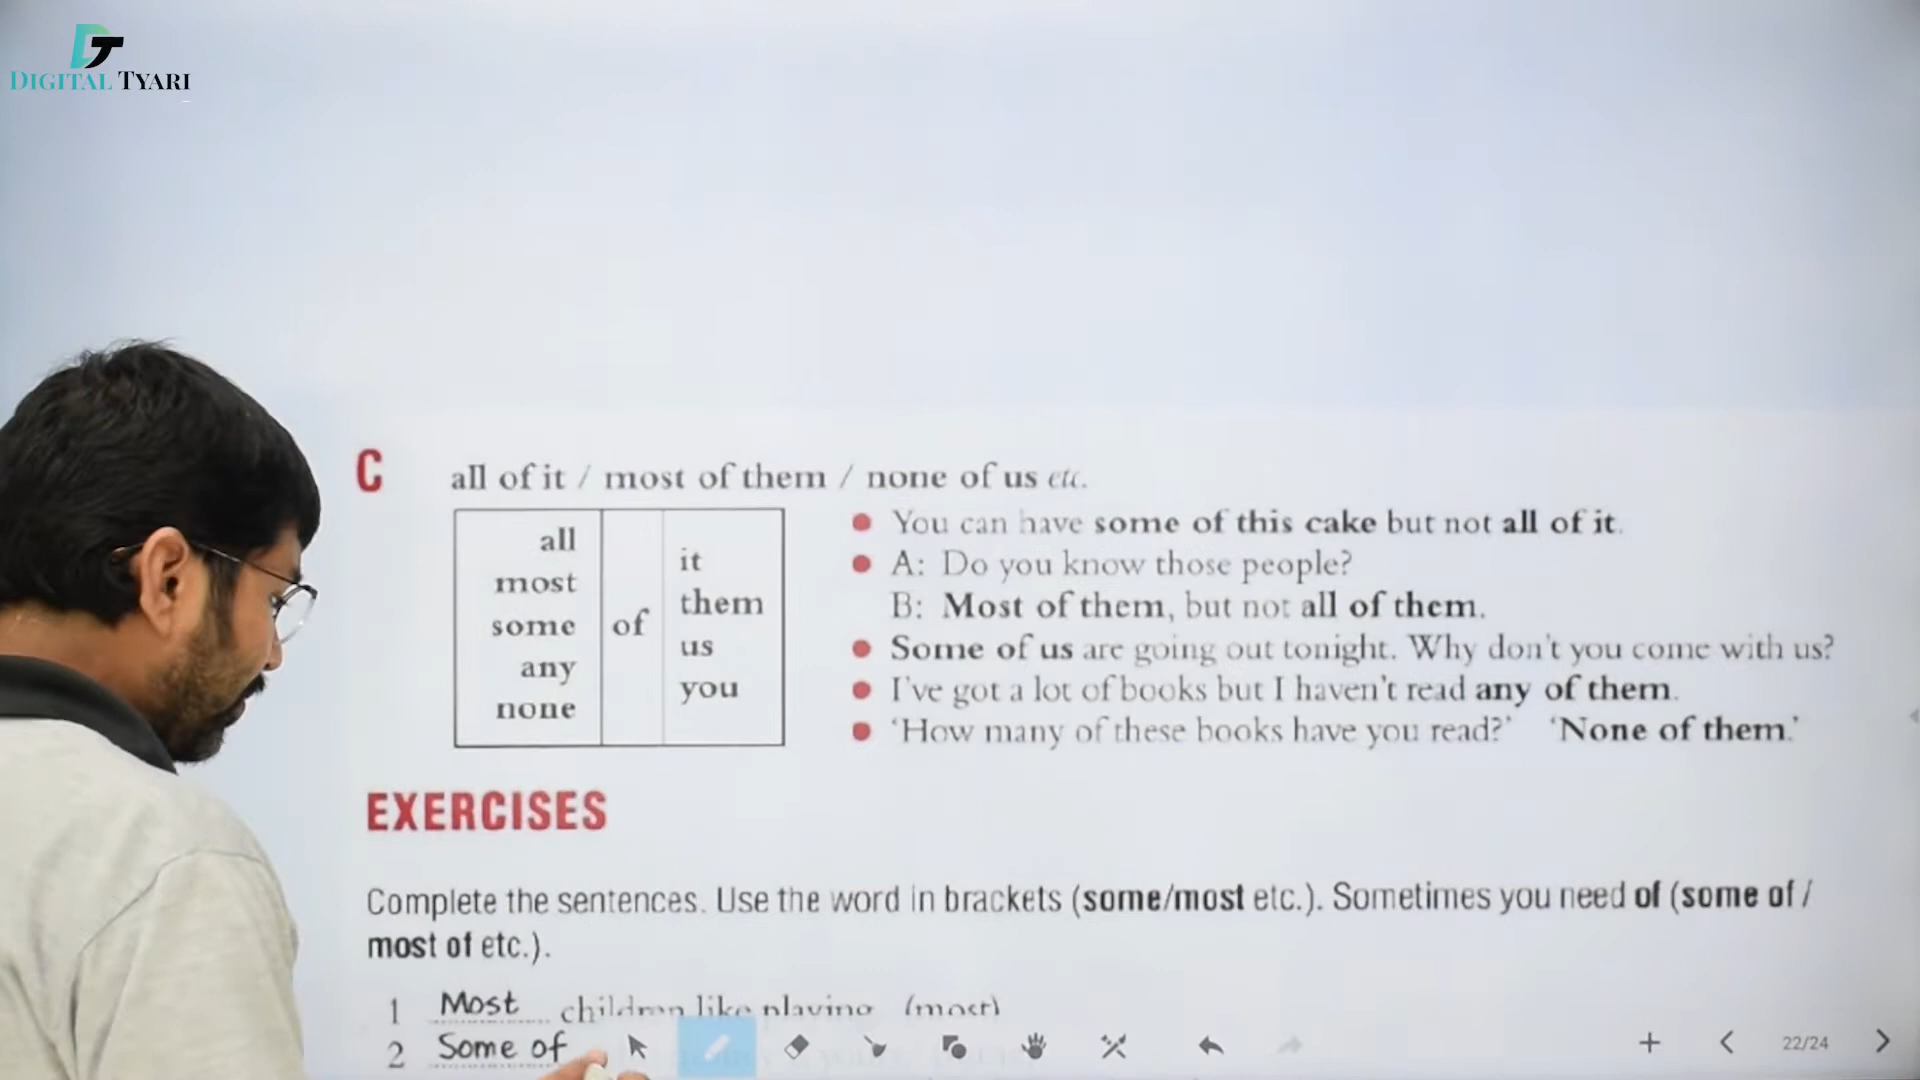 DIGITAL TYARI
C all of it / most of them / none of us etc.
all
most
some
any
none
of
it
them
us
you
● You can have some of this cake but not all of it.
● A: Do you know those people?
B: Most of them, but not all of them.
● Some of us are going out tonight. Why don't you come with us?
● I've got a lot of books but I haven't read any of them.
● 'How many of these books have you read?' 'None of them.'
EXERCISES
Complete the sentences. Use the word in brackets (some/most etc.). Sometimes you need of (some of /
most of etc.).
1 Most children like playing (most)
2 Some of
22/24